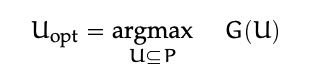 U_opt = argmax G(U)
U⊆P